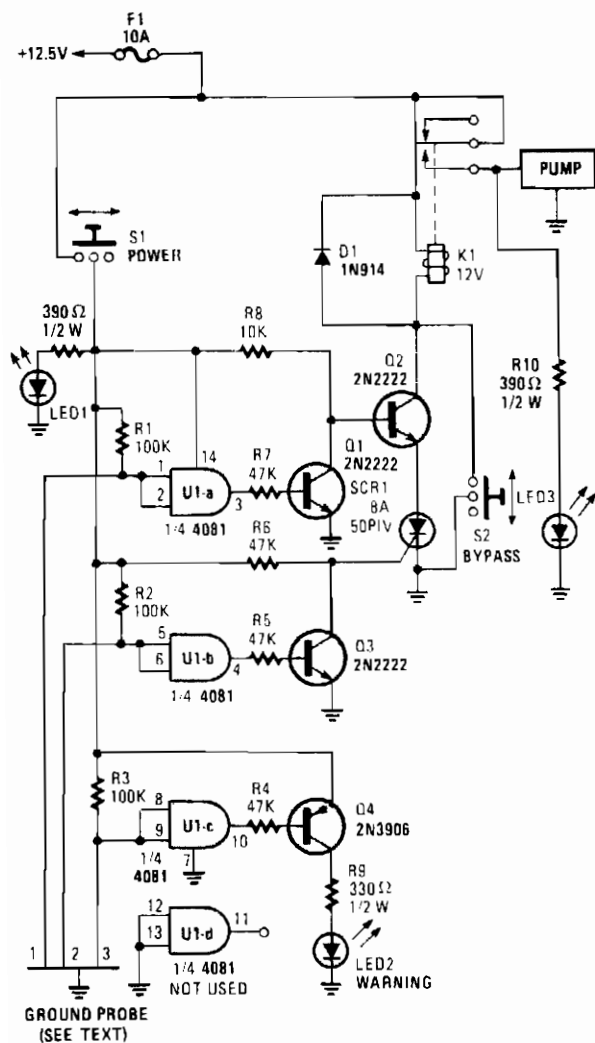 F1
10A
+12.5V
PUMP
S1
POWER
D1
1N914
K1
12V
390Ω
1/2 W
R8
10K
Q2
2N2222
R10
390Ω
1/2 W
LED1
R1
100K
1
2
14
U1-a
3
1/4 4081
R7
47K
Q1
2N2222
SCR1
8A
50PIV
LED3
S2
BYPASS
R6
47K
R2
100K
5
6
U1-b
4
1/4 4081
R5
47K
Q3
2N2222
R3
100K
8
9
U1-c
10
7
1/4
4081
R4
47K
Q4
2N3906
R9
330Ω
1/2 W
12
13
U1-d
11
1/4 4081
NOT USED
LED2
WARNING
1
2
3
GROUND PROBE
(SEE TEXT)